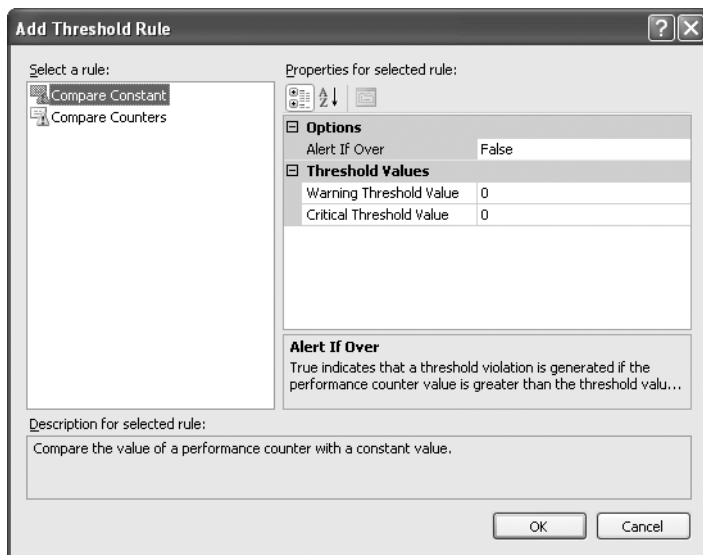 Add Threshold Rule
Select a rule:
Compare Constant
Compare Counters
Properties for selected rule:
Options
Alert If Over False
Threshold Values
Warning Threshold Value 0
Critical Threshold Value 0
Alert If Over
True indicates that a threshold violation is generated if the
performance counter value is greater than the threshold valu...
Description for selected rule:
Compare the value of a performance counter with a constant value.
OK Cancel